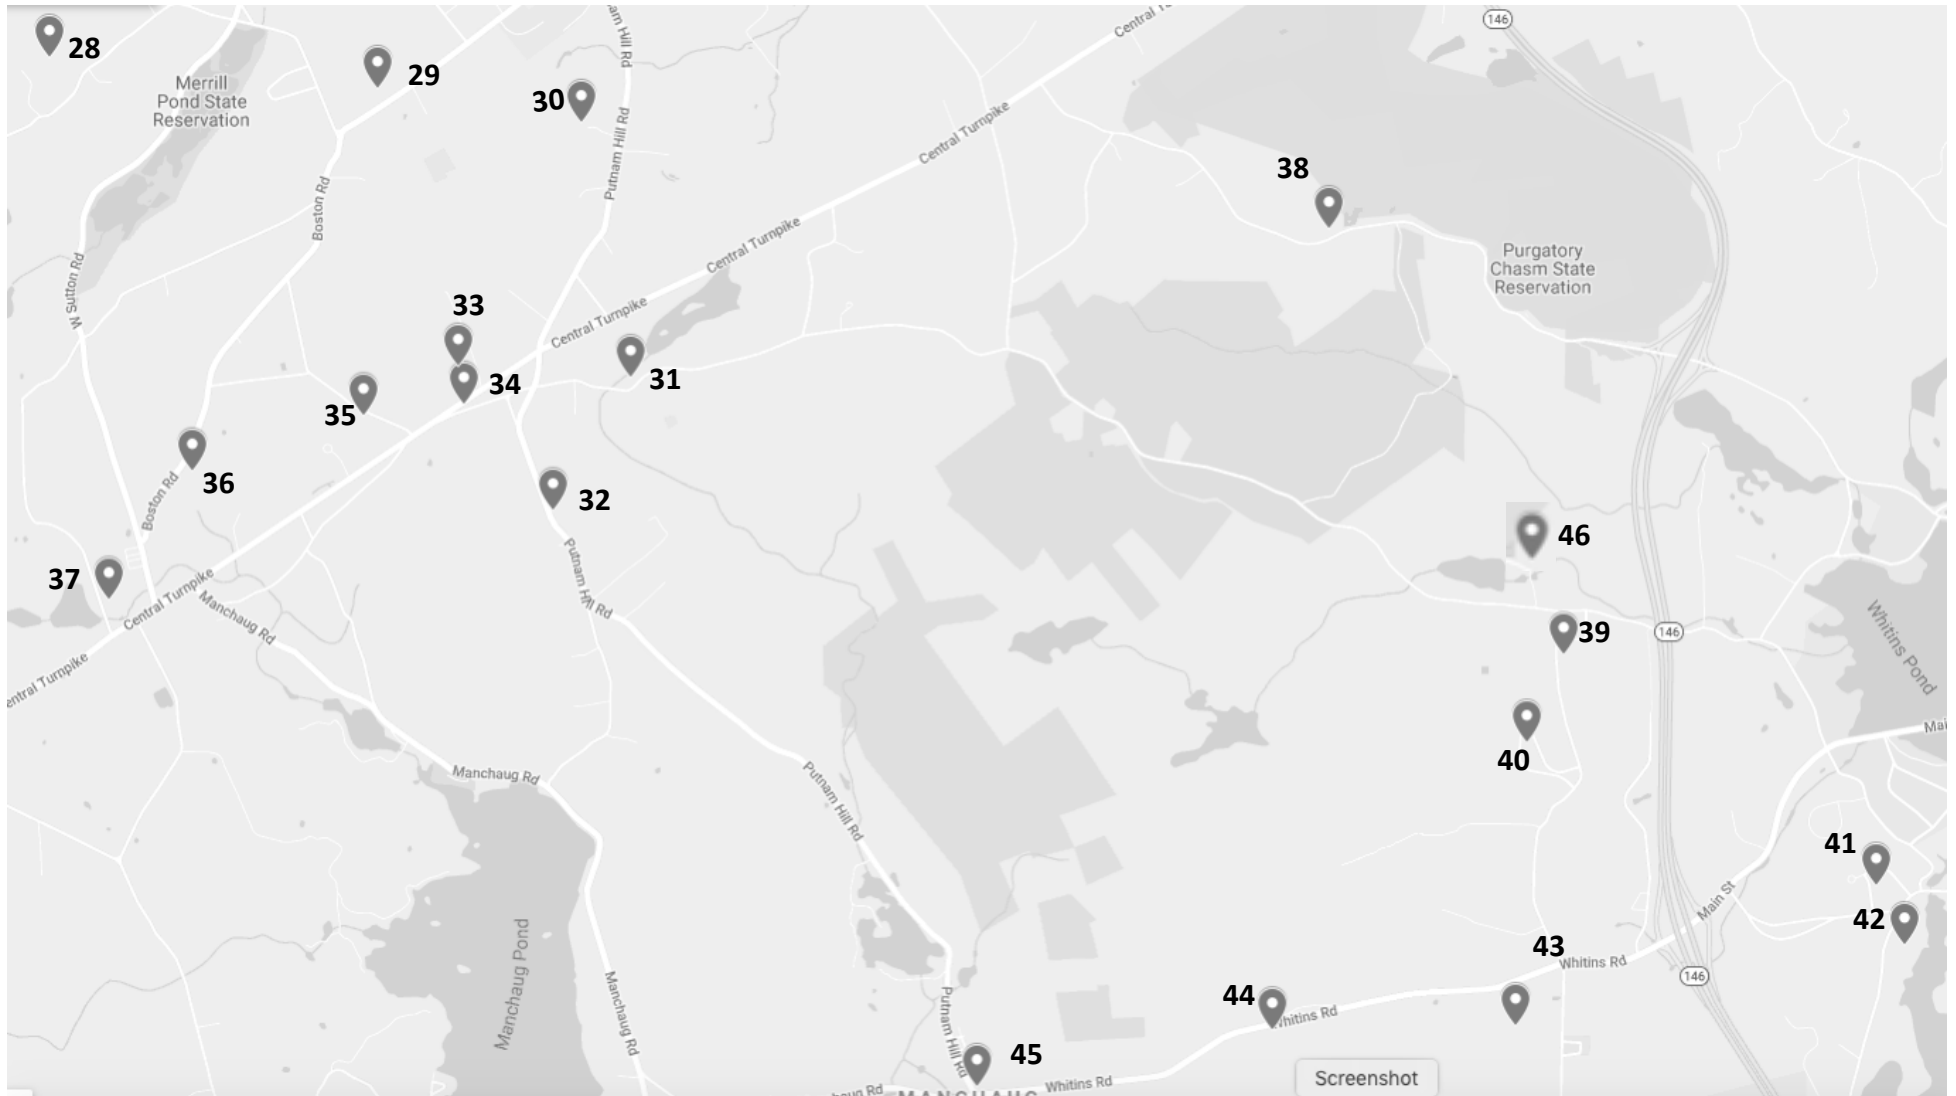 28
Merrill
Pond State
Reservation
29
30
Putnam Hill Rd
Central Turnpike
146
Central Turnpike
38
Boston Rd
Central Turnpike
Purgatory
Chasm State
Reservation
W Sutton Rd
33
Central Turnpike
31
34
35
36
32
Boston Rd
46
37
Central Turnpike
Manchaug Rd
Putnam Hill Rd
39
146
Whitins Pond
entral Turnpike
40
Manchaug Rd
Putnam Hill Rd
41
42
Main St
43
Whitins Rd
146
Manchaug Pond
44
Whitins Rd
Manchaug Rd
Putnam Hill Rd
45
Whitins Rd
Screenshot